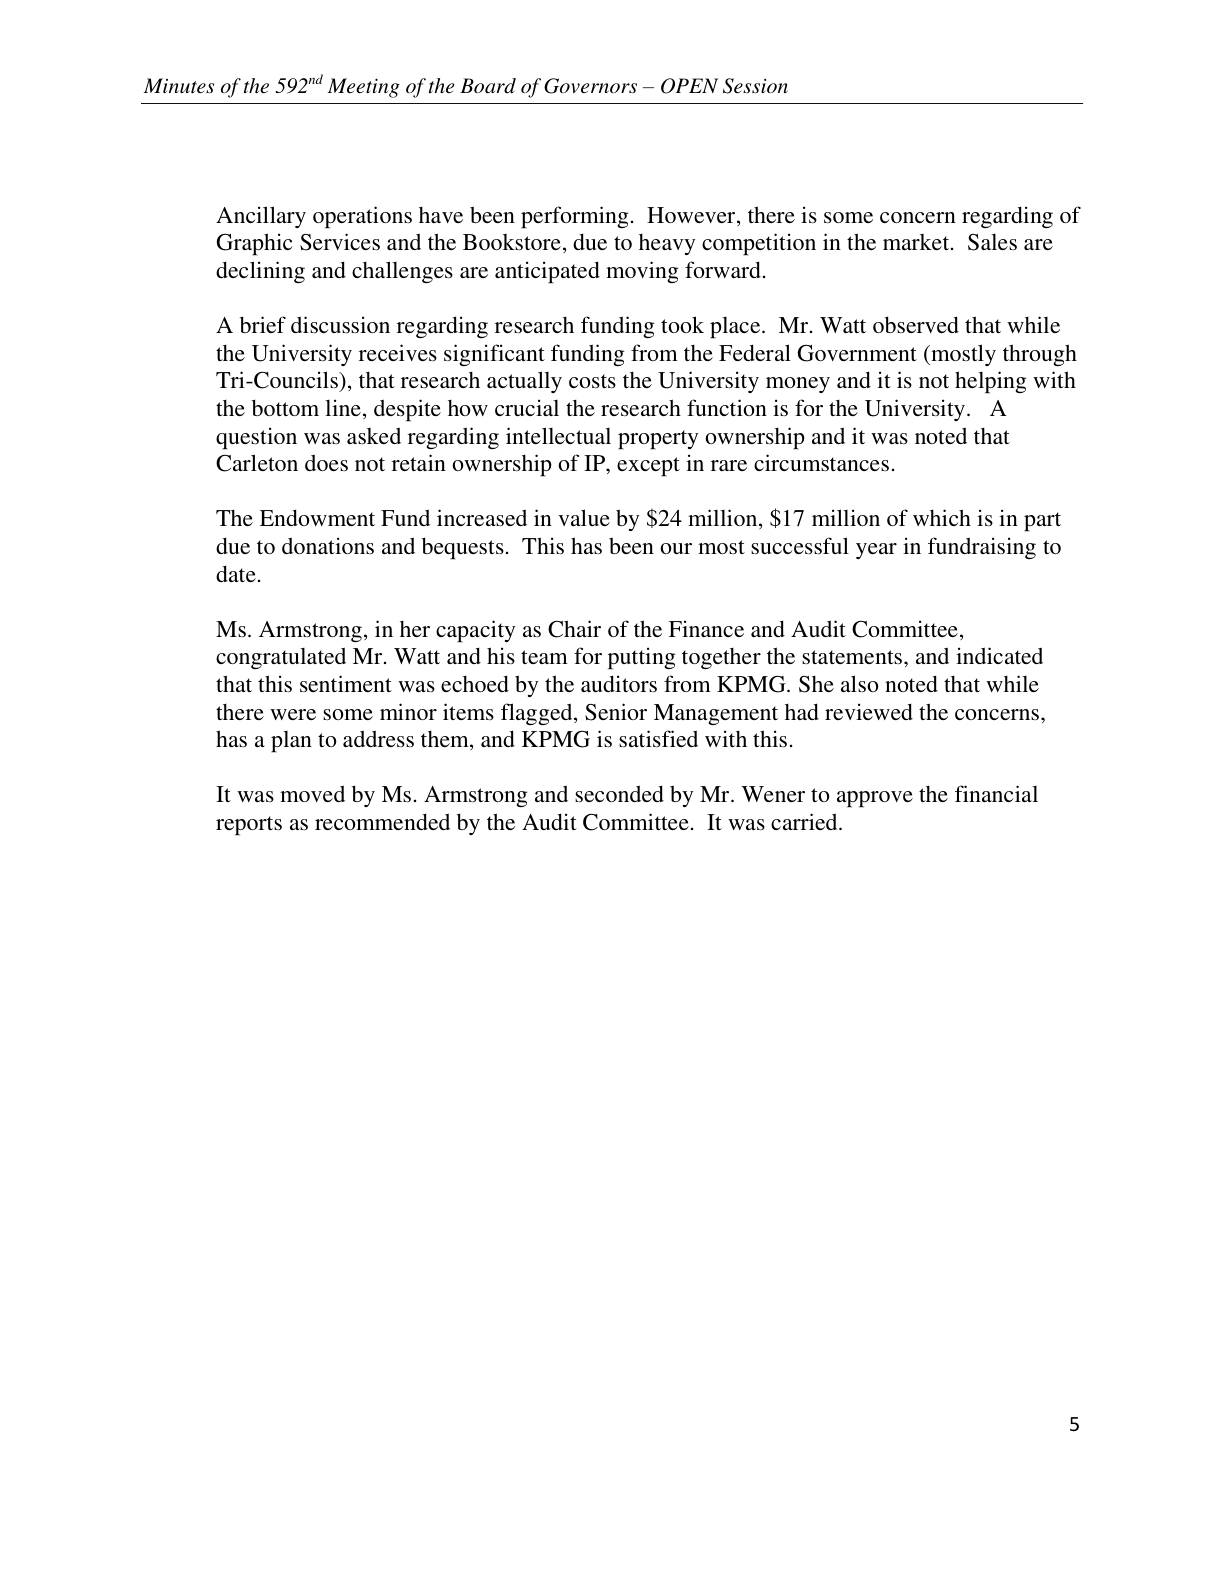 Minutes of the 592nd Meeting of the Board of Governors – OPEN Session
Ancillary operations have been performing.  However, there is some concern regarding of
Graphic Services and the Bookstore, due to heavy competition in the market.  Sales are
declining and challenges are anticipated moving forward.
A brief discussion regarding research funding took place.  Mr. Watt observed that while
the University receives significant funding from the Federal Government (mostly through
Tri-Councils), that research actually costs the University money and it is not helping with
the bottom line, despite how crucial the research function is for the University.   A
question was asked regarding intellectual property ownership and it was noted that
Carleton does not retain ownership of IP, except in rare circumstances.
The Endowment Fund increased in value by $24 million, $17 million of which is in part
due to donations and bequests.  This has been our most successful year in fundraising to
date.
Ms. Armstrong, in her capacity as Chair of the Finance and Audit Committee,
congratulated Mr. Watt and his team for putting together the statements, and indicated
that this sentiment was echoed by the auditors from KPMG. She also noted that while
there were some minor items flagged, Senior Management had reviewed the concerns,
has a plan to address them, and KPMG is satisfied with this.
It was moved by Ms. Armstrong and seconded by Mr. Wener to approve the financial
reports as recommended by the Audit Committee.  It was carried.
5